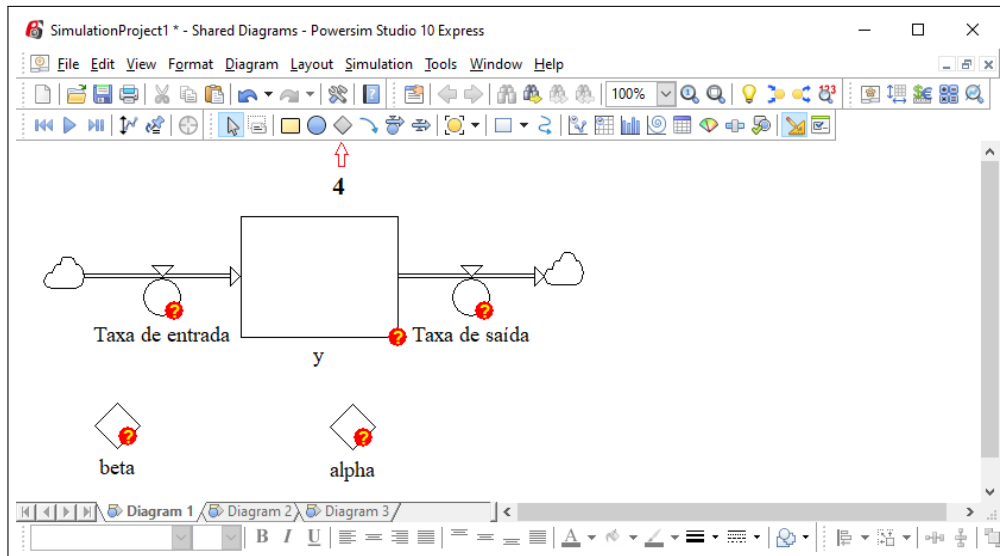 SimulationProject1 * - Shared Diagrams - Powersim Studio 10 Express
File Edit View Format Diagram Layout Simulation Tools Window Help
100%
123
4
Taxa de entrada
Taxa de saída
y
beta
alpha
Diagram 1 Diagram 2 Diagram 3
B I U A